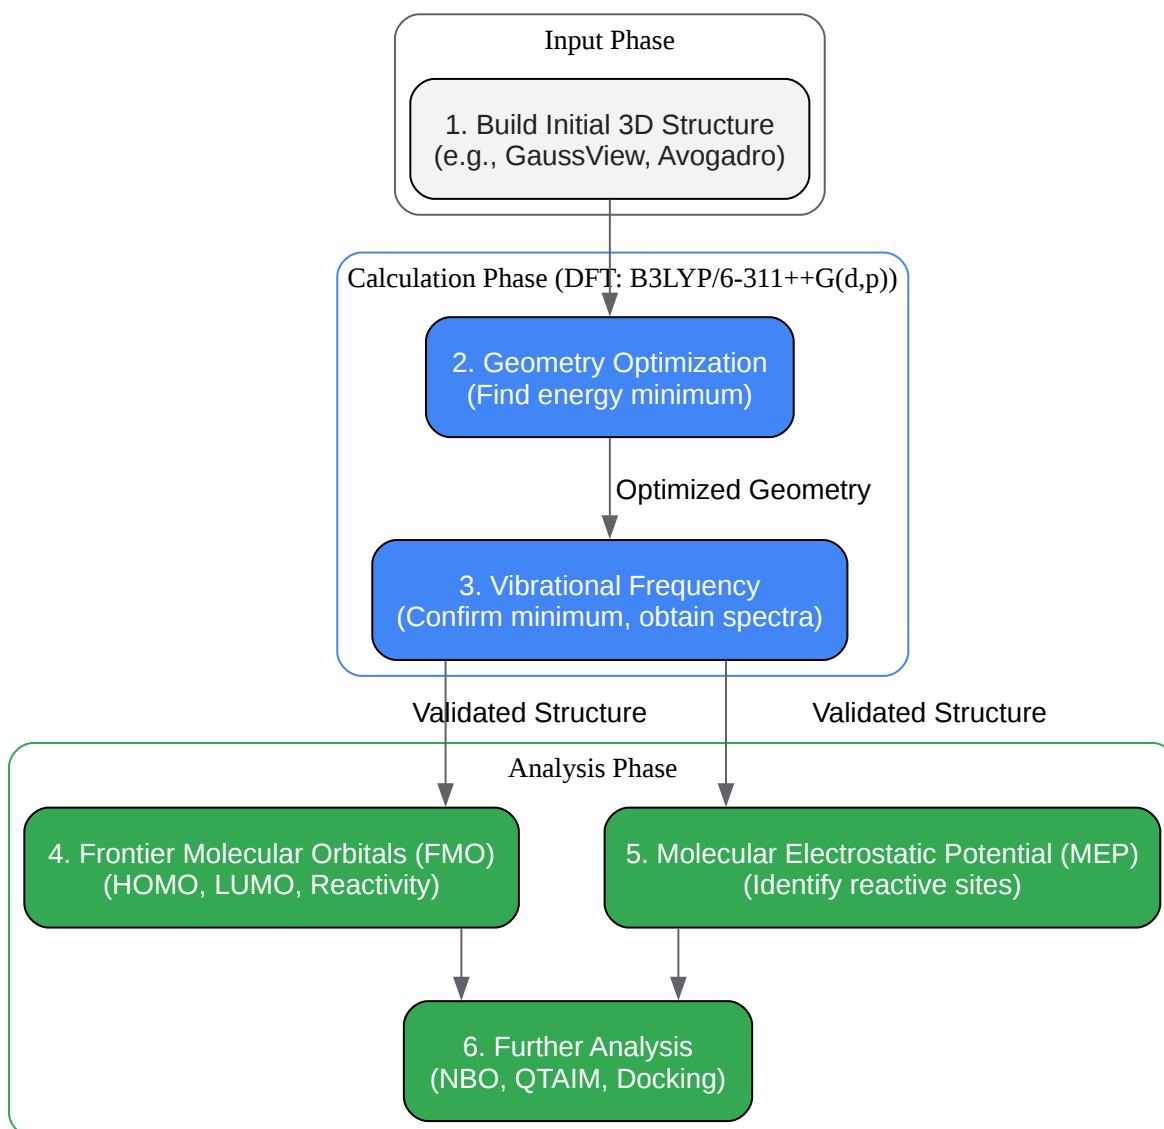 Input Phase
1. Build Initial 3D Structure
(e.g., GaussView, Avogadro)
Calculation Phase (DFT: B3LYP/6-311++G(d,p))
2. Geometry Optimization
(Find energy minimum)
Optimized Geometry
3. Vibrational Frequency
(Confirm minimum, obtain spectra)
Validated Structure
Validated Structure
Analysis Phase
4. Frontier Molecular Orbitals (FMO)
(HOMO, LUMO, Reactivity)
5. Molecular Electrostatic Potential (MEP)
(Identify reactive sites)
6. Further Analysis
(NBO, QTAIM, Docking)